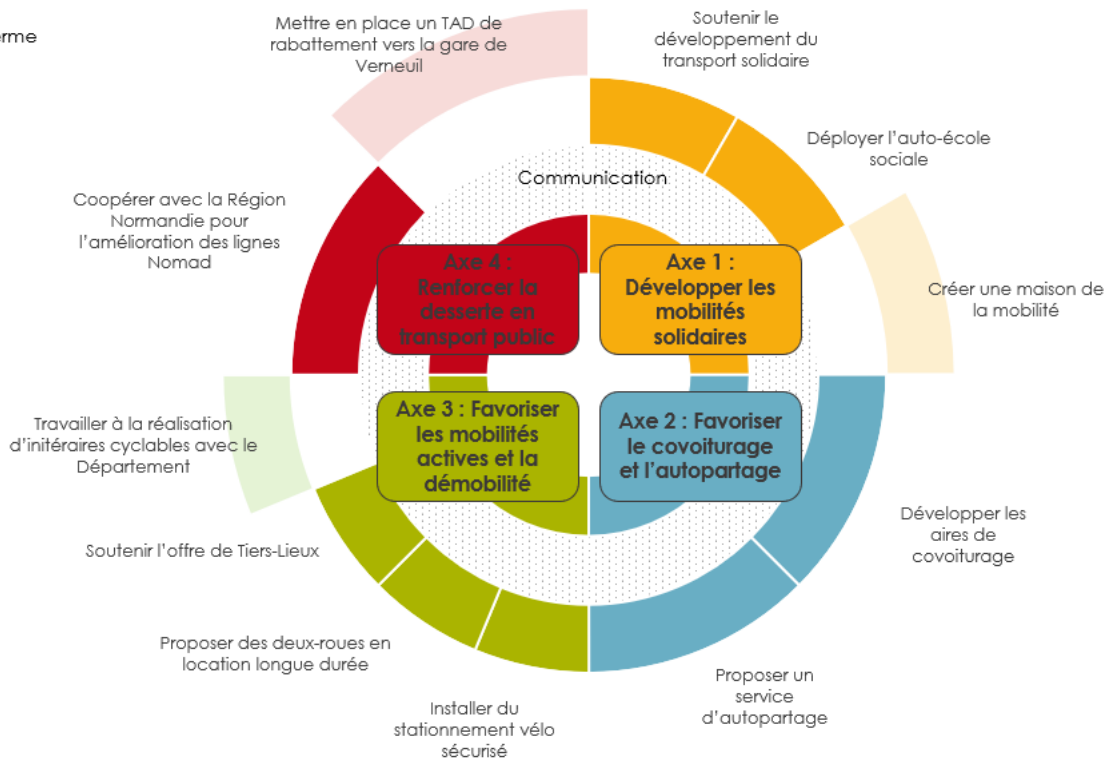 erme
Mettre en place un TAD de
rabattement vers la gare de
Verneuil
Soutenir le
développement du
transport solidaire
Déployer l'auto-école
sociale
Communication
Coopérer avec la Région
Normandie pour
l'amélioration des lignes
Nomad
Axe 4 :
Renforcer la
desserte en
transport public
Axe 1 :
Développer les
mobilités
solidaires
Créer une maison de
la mobilité
Travailler à la réalisation
d'initéraires cyclables avec le
Département
Axe 3 : Favoriser
les mobilités
actives et la
démobilité
Axe 2 : Favoriser
le covoiturage
et l'autopartage
Développer les
aires de
covoiturage
Soutenir l'offre de Tiers-Lieux
Proposer des deux-roues en
location longue durée
Proposer un
service
d'autopartage
Installer du
stationnement vélo
sécurisé